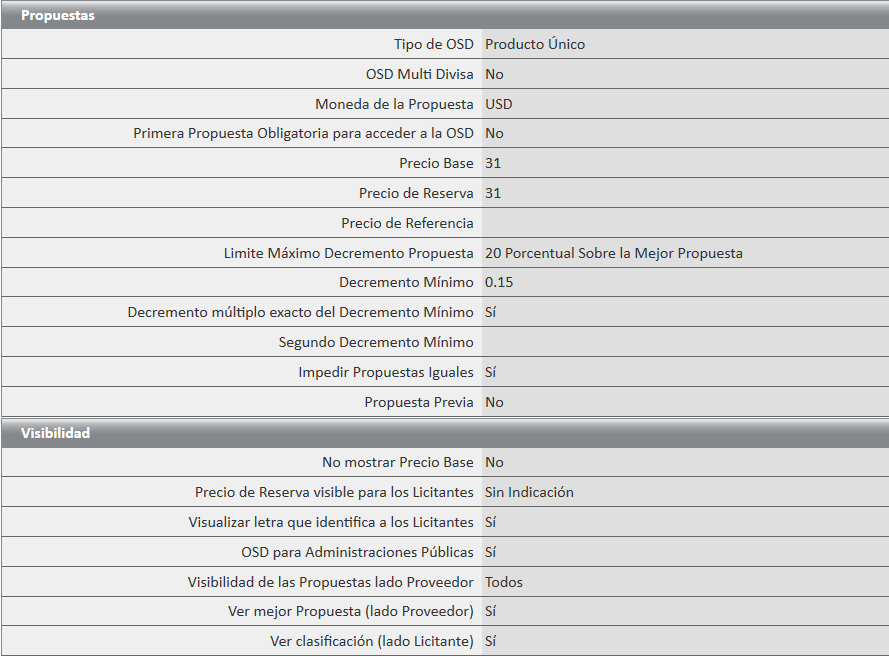 Propuestas
Tipo de OSD Producto Único
OSD Multi Divisa No
Moneda de la Propuesta USD
Primera Propuesta Obligatoria para acceder a la OSD No
Precio Base 31
Precio de Reserva 31
Precio de Referencia
Limite Máximo Decremento Propuesta 20 Porcentual Sobre la Mejor Propuesta
Decremento Mínimo 0.15
Decremento múltiplo exacto del Decremento Mínimo Sí
Segundo Decremento Mínimo
Impedir Propuestas Iguales Sí
Propuesta Previa No
Visibilidad
No mostrar Precio Base No
Precio de Reserva visible para los Licitantes Sin Indicación
Visualizar letra que identifica a los Licitantes Sí
OSD para Administraciones Públicas Sí
Visibilidad de las Propuestas lado Proveedor Todos
Ver mejor Propuesta (lado Proveedor) Sí
Ver clasificación (lado Licitante) Sí